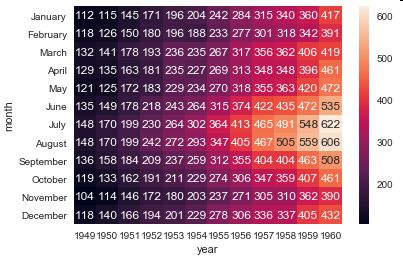 January 112 115 145 171 196 204 242 284 315 340 360 417
February 118 126 150 180 196 188 233 277 301 318 342 391
March 132 141 178 193 236 235 267 317 356 362 406 419
April 129 135 163 181 235 227 269 313 348 348 396 461
May 121 125 172 183 229 234 270 318 355 363 420 472
June 135 149 178 218 243 264 315 374 422 435 472 535
July 148 170 199 230 264 302 364 413 465 491 548 622
August 148 170 199 242 272 293 347 405 467 505 559 606
September 136 158 184 209 237 259 312 355 404 404 463 508
October 119 133 162 191 211 229 274 306 347 359 407 461
November 104 114 146 172 180 203 237 271 305 310 362 390
December 118 140 166 194 201 229 278 306 336 337 405 432
1949 1950 1951 1952 1953 1954 1955 1956 1957 1958 1959 1960
year
month
600
500
400
300
200